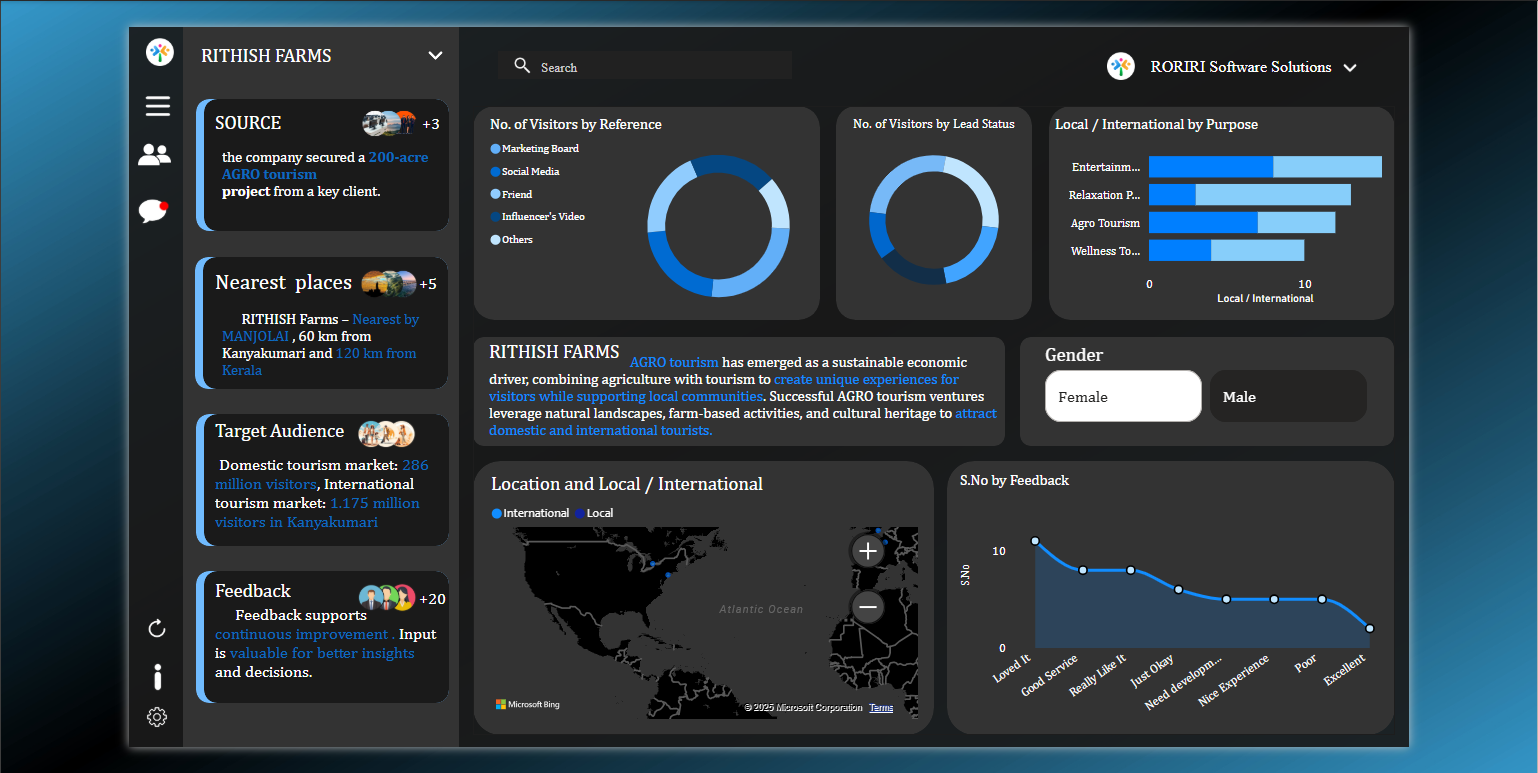 RITHISH FARMS
SOURCE
+3
the company secured a 200-acre
AGRO tourism
project from a key client.
Nearest places
+5
RITHISH Farms – Nearest by
MANJOLAI , 60 km from
Kanyakumari and 120 km from
Kerala
Target Audience
Domestic tourism market: 286
million visitors, International
tourism market: 1.175 million
visitors in Kanyakumari
Feedback
+20
Feedback supports
continuous improvement . Input
is valuable for better insights
and decisions.
Search
RORIRI Software Solutions
No. of Visitors by Reference
Marketing Board
Social Media
Friend
Influencer's Video
Others
No. of Visitors by Lead Status
Local / International by Purpose
Entertainm...
Relaxation P...
Agro Tourism
Wellness To...
0
10
Local / International
RITHISH FARMS
AGRO tourism has emerged as a sustainable economic
driver, combining agriculture with tourism to create unique experiences for
visitors while supporting local communities. Successful AGRO tourism ventures
leverage natural landscapes, farm-based activities, and cultural heritage to attract
domestic and international tourists.
Gender
Female
Male
Location and Local / International
International
Local
Atlantic Ocean
Microsoft Bing
© 2025 Microsoft Corporation
Terms
S.No by Feedback
10
S.No
0
Loved It
Good Service
Really Like It
Just Okay
Need developm...
Nice Experience
Poor
Excellent